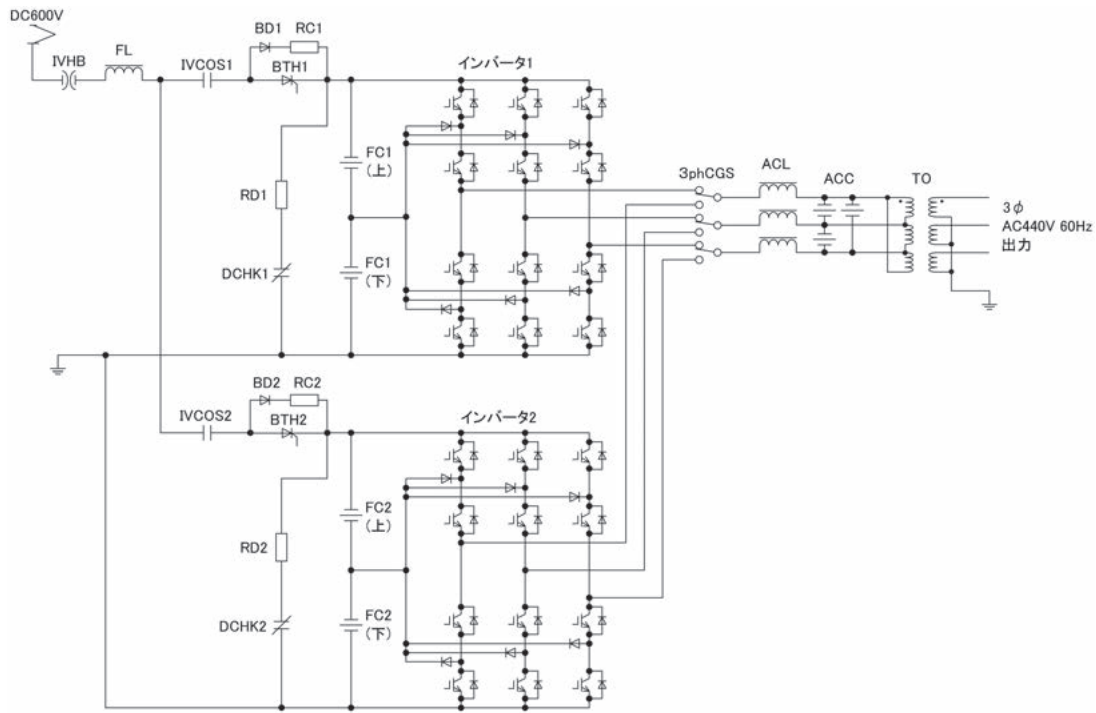 DC600V
IVHB
FL
IVCOS1
BD1
RC1
BTH1
インバータ1
RD1
DCHK1
FC1
(上)
FC1
(下)
3phCGS
ACL
ACC
TO
3φ
AC440V 60Hz
出力
IVCOS2
BD2
RC2
BTH2
インバータ2
RD2
DCHK2
FC2
(上)
FC2
(下)